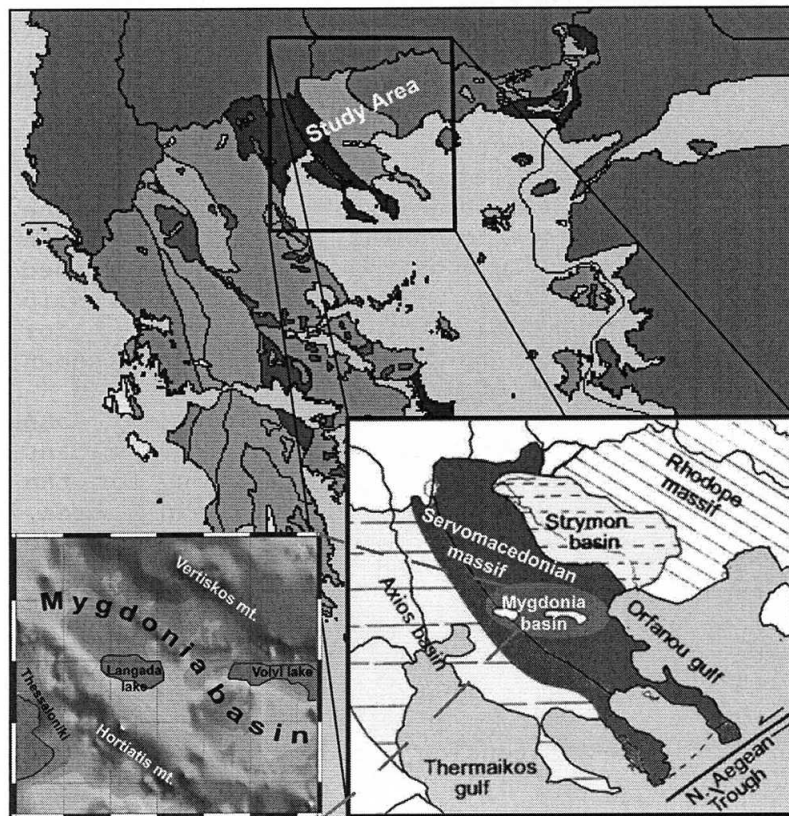 Study Area
Rhodope
massif
Strymon
basin
Servomacedonian
massif
Axios basin
Mygdonia
basin
Orfanou gulf
Thermaikos
gulf
N. Aegean
Trough
Vertiskos mt.
Mygdonia basin
Langada
lake
Volvi lake
Thessaloniki
Hortiatis mt.